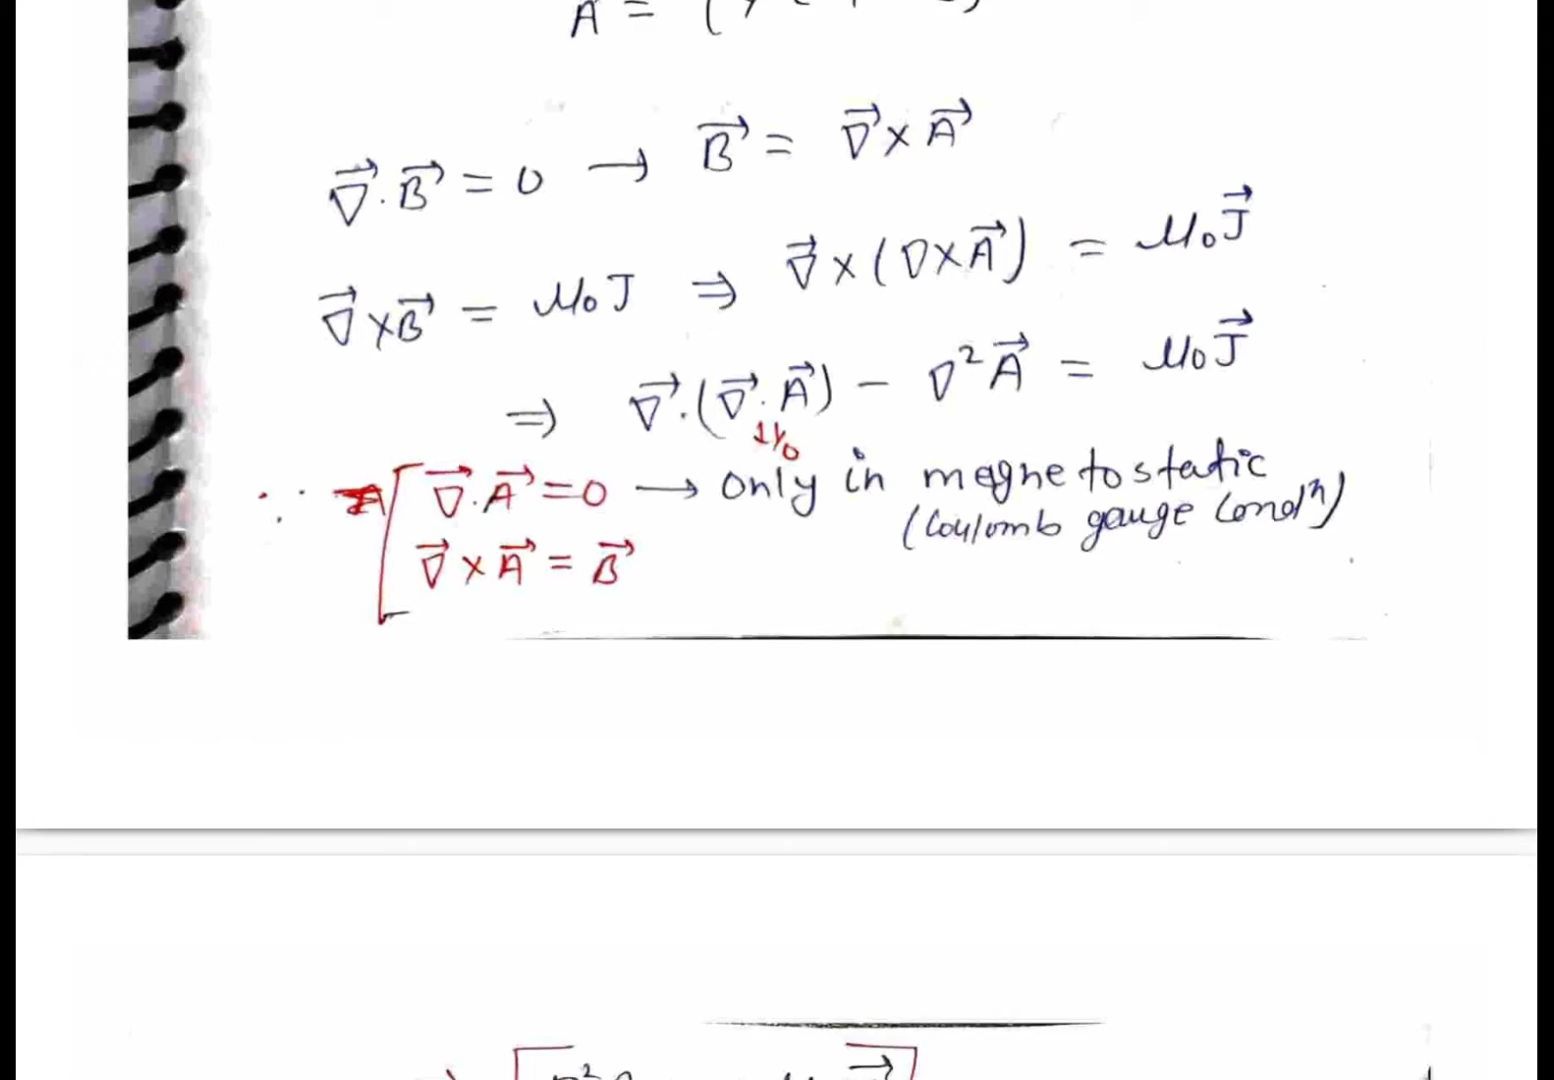 A = (
∇⃗.B⃗ = 0 → B⃗ = ∇⃗×A⃗
∇⃗×B⃗ = μ₀J ⇒ ∇⃗×(∇×A⃗) = μ₀J⃗
⇒ ∇⃗.(∇⃗.A⃗) − ∇²A⃗ = μ₀J⃗
∵ ∇⃗.A⃗ = 0 → Only in magnetostatic
(Coulomb gauge Condⁿ)
∇⃗×A⃗ = B⃗